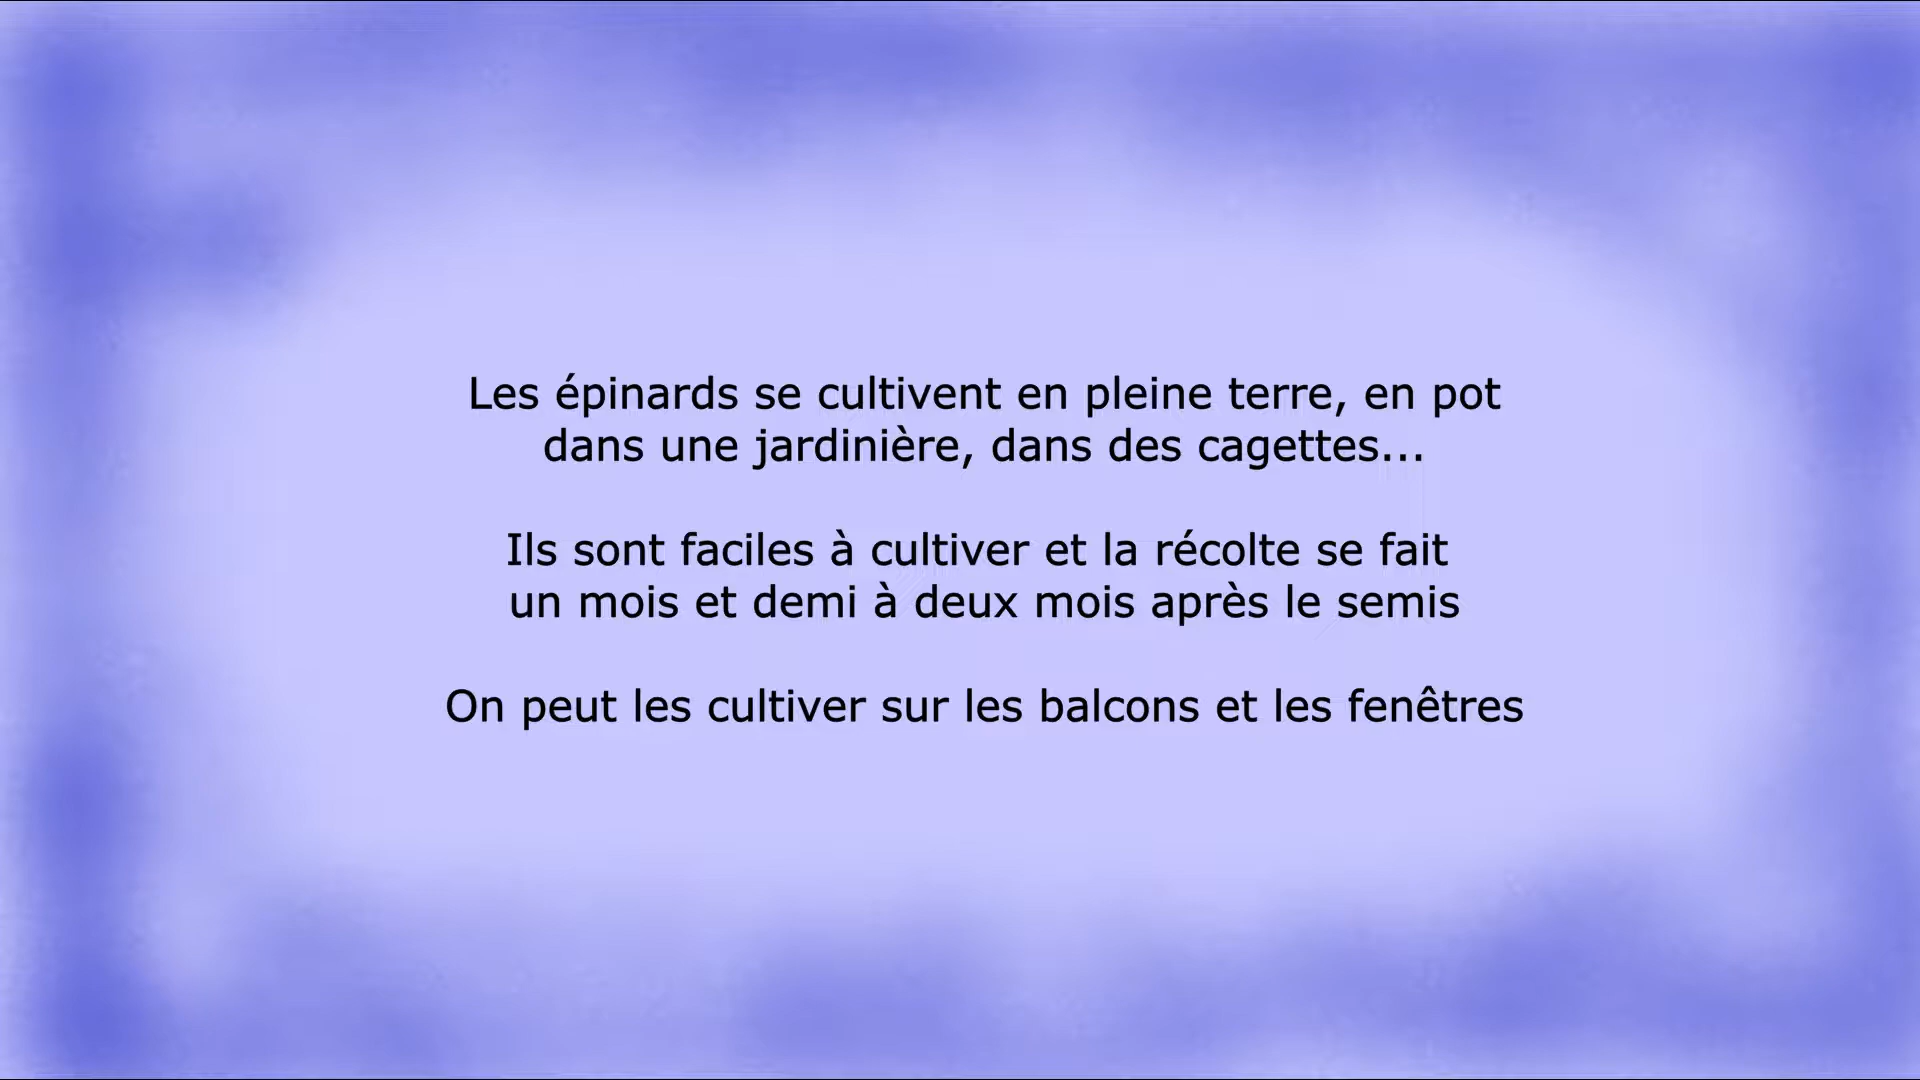 Les épinards se cultivent en pleine terre, en pot
dans une jardinière, dans des cagettes...
Ils sont faciles à cultiver et la récolte se fait
un mois et demi à deux mois après le semis
On peut les cultiver sur les balcons et les fenêtres